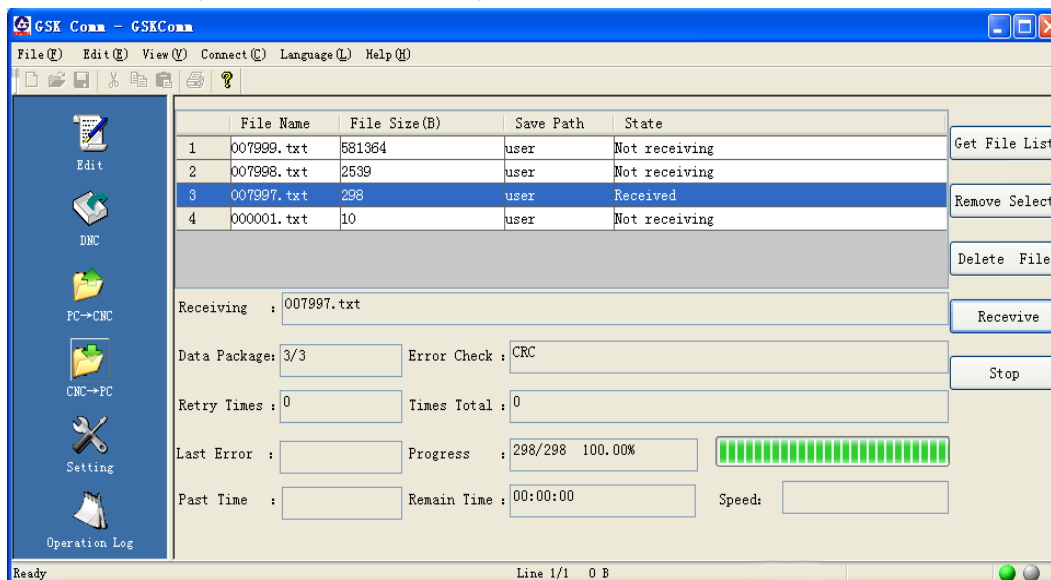 GSK Comm - GSKComm
File(F) Edit(E) View(V) Connect(C) Language(L) Help(H)
Edit
DNC
PC→CNC
CNC→PC
Setting
Operation Log
File Name File Size(B) Save Path State
1 007999.txt 581364 user Not receiving
2 007998.txt 2539 user Not receiving
3 007997.txt 298 user Received
4 000001.txt 10 user Not receiving
Receiving : 007997.txt
Data Package: 3/3 Error Check : CRC
Retry Times : 0 Times Total : 0
Last Error : Progress : 298/298 100.00%
Past Time : Remain Time : 00:00:00 Speed:
Get File List
Remove Select
Delete File
Recevive
Stop
Ready Line 1/1 0 B